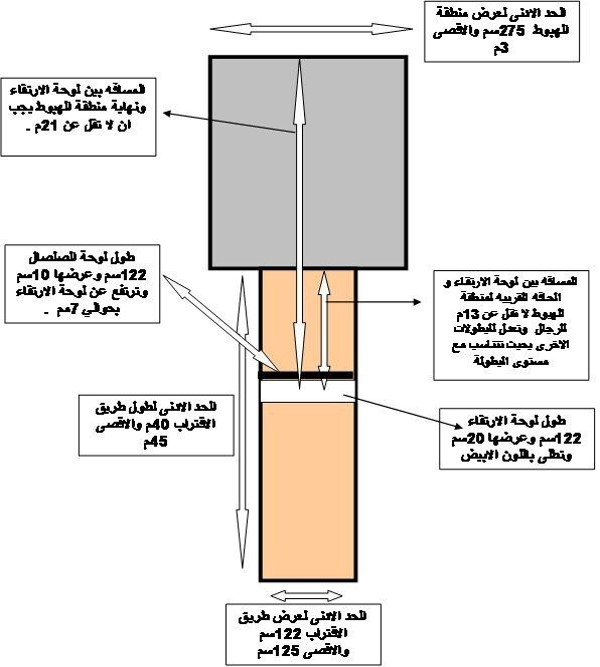 الحد الادنى لعرض منطقة
الهبوط 275سم والاقصى
3م
المسافه بين لوحة الارتقاء
ونهاية منطقة الهبوط يجب
ان لا تقل عن 21م .
طول لوحة الصلصال
122سم وعرضها 10سم
وترتفع عن لوحة الارتقاء
بحوالي 7مم .
المسافه بين لوحة الارتقاء و
الحافه القريبه لمنطقة
الهبوط لا تقل عن 13م
للرجال وتعدل للبطولات
الاخرى بحيث تتناسب مع
مستوى البطولة
الحد الادنى لطول طريق
الاقتراب 40م والاقصى
45م
طول لوحة الارتقاء
122سم وعرضها 20سم
وتطلى باللون الابيض
الحد الادنى لعرض طريق
الاقتراب 122سم
والاقصى 125سم